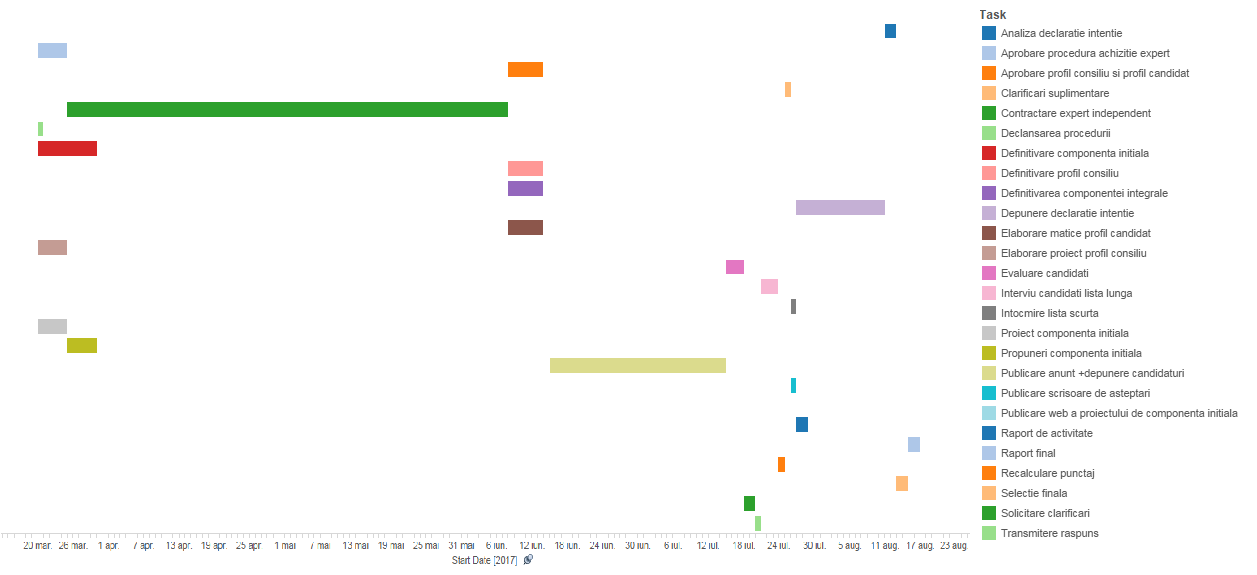 Task
Analiza declaratie intentie
Aprobare procedura achizitie expert
Aprobare profil consiliu si profil candidat
Clarificari suplimentare
Contractare expert independent
Declansarea procedurii
Definitivare componenta initiala
Definitivare profil consiliu
Definitivarea componentei integrale
Depunere declaratie intentie
Elaborare matice profil candidat
Elaborare proiect profil consiliu
Evaluare candidati
Interviu candidati lista lunga
Intocmire lista scurta
Proiect componenta initiala
Propuneri componenta initiala
Publicare anunt +depunere candidaturi
Publicare scrisoare de asteptari
Publicare web a proiectului de componenta initiala
Raport de activitate
Raport final
Recalculare punctaj
Selectie finala
Solicitare clarificari
Transmitere raspuns
20 mar. 26 mar. 1 apr. 7 apr. 13 apr. 19 apr. 25 apr. 1 mai 7 mai 13 mai 19 mai 25 mai 31 mai 6 iun. 12 iun. 18 iun. 24 iun. 30 iun. 6 iul. 12 iul. 18 iul. 24 iul. 30 iul. 5 aug. 11 aug. 17 aug. 23 aug.
Start Date [2017]